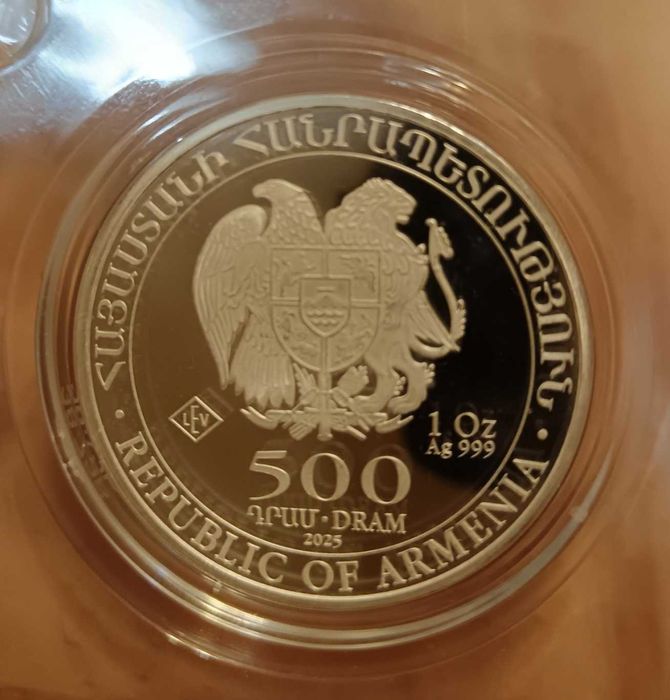 ՀԱՅԱՍՏԱՆԻ ՀԱՆՐԱՊԵՏՈՒԹՅՈՒՆ
LEV
1 Oz
Ag 999
500
ԴՐԱՄ · DRAM
2025
· REPUBLIC OF ARMENIA ·